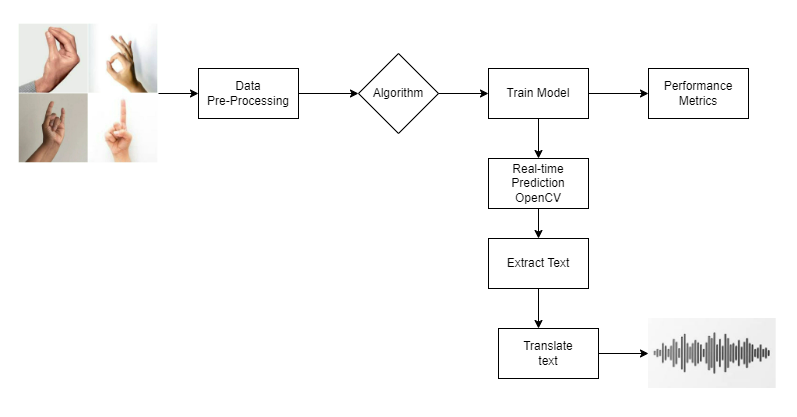 Data
Pre-Processing
Algorithm
Train Model
Performance
Metrics
Real-time
Prediction
OpenCV
Extract Text
Translate
text